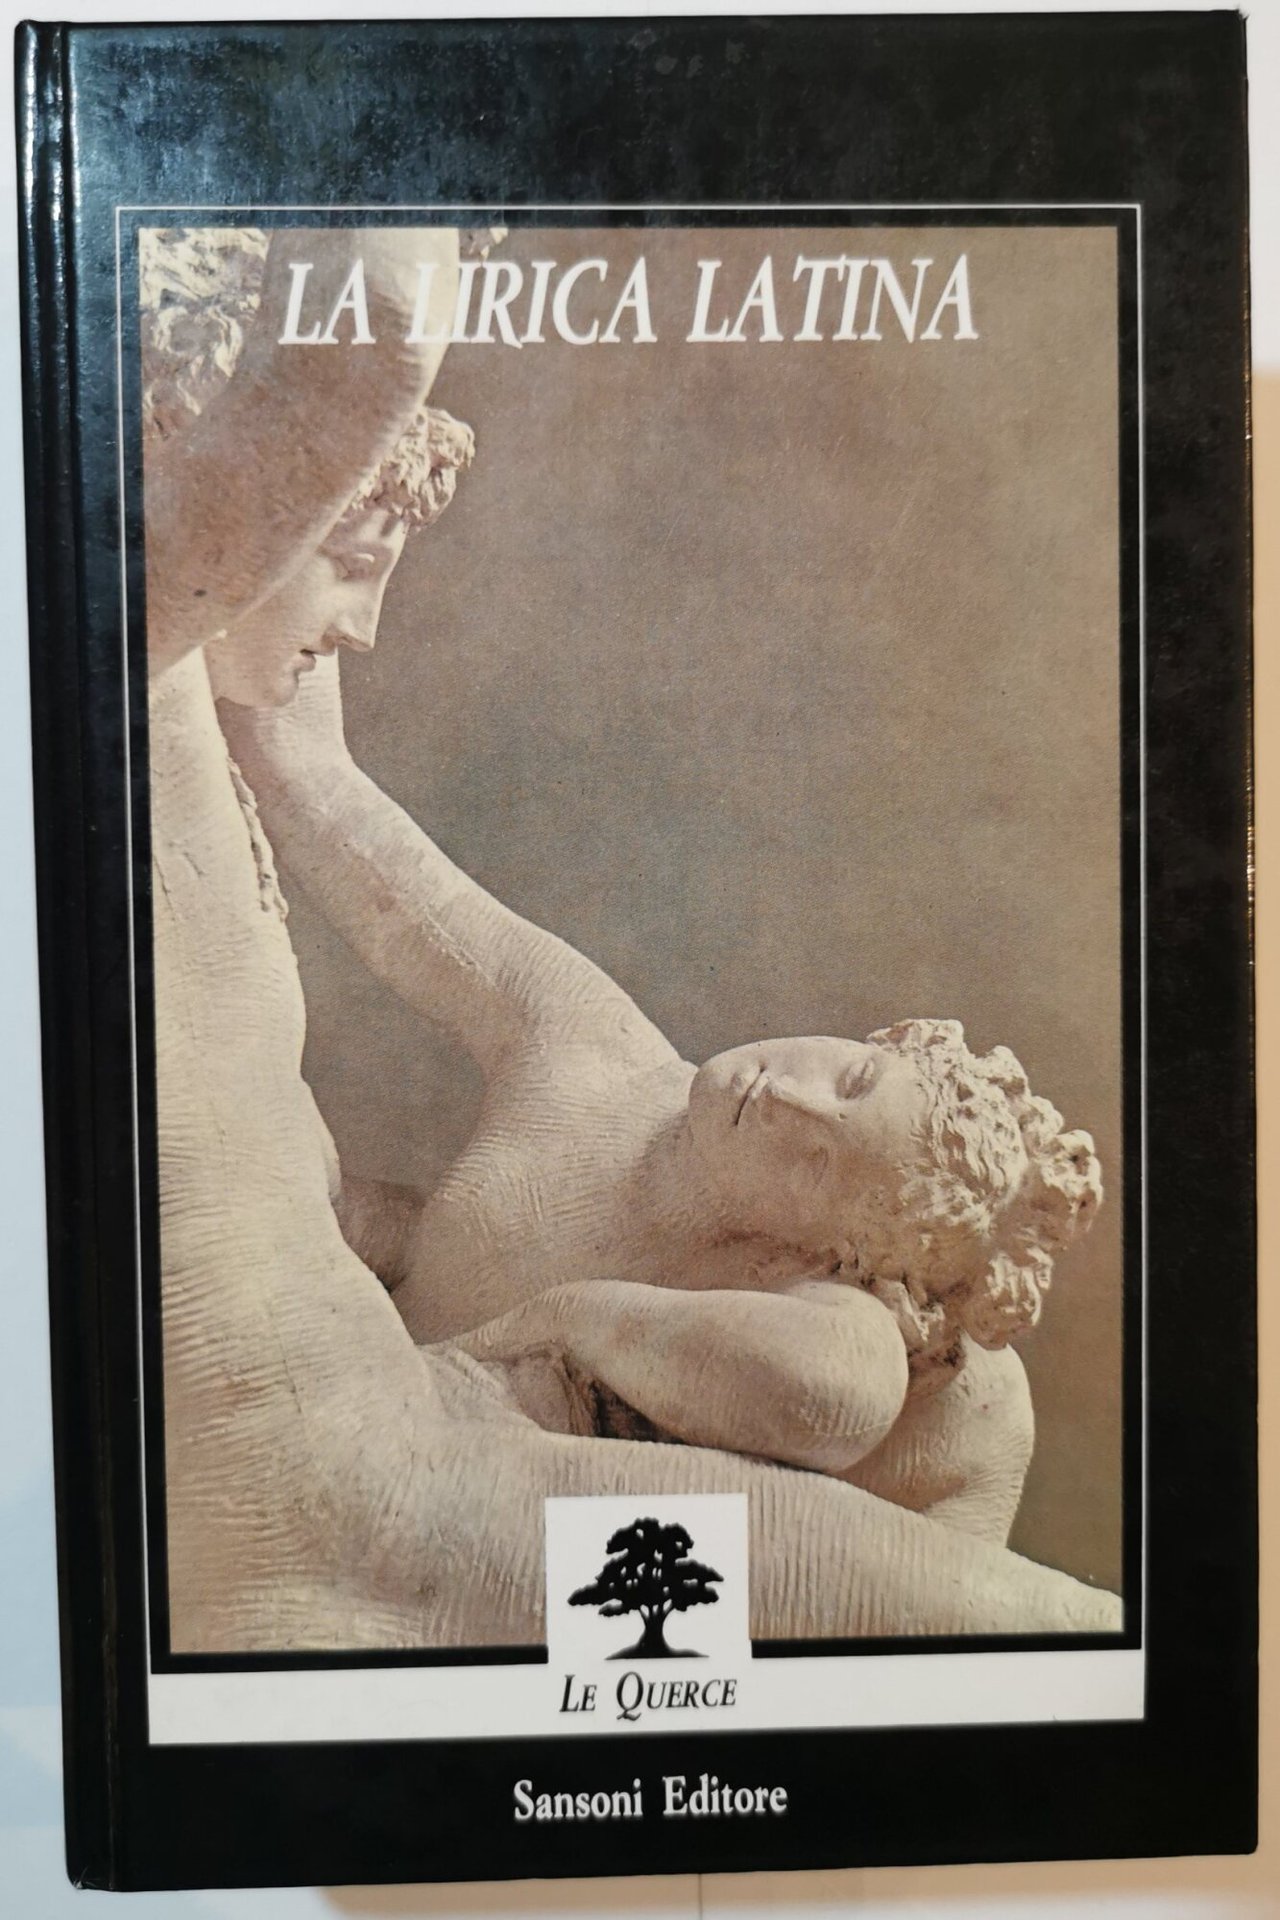 LA LIRICA LATINA
LE QUERCE
Sansoni Editore